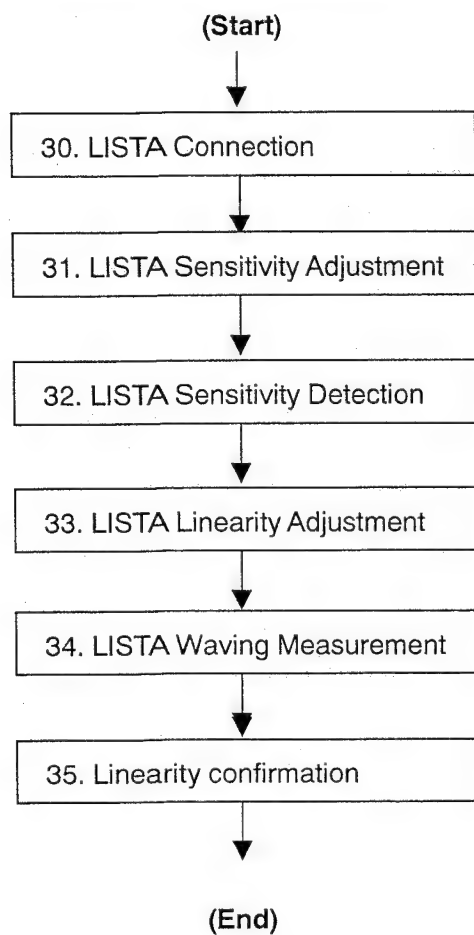 (Start)
30. LISTA Connection
31. LISTA Sensitivity Adjustment
32. LISTA Sensitivity Detection
33. LISTA Linearity Adjustment
34. LISTA Waving Measurement
35. Linearity confirmation
(End)